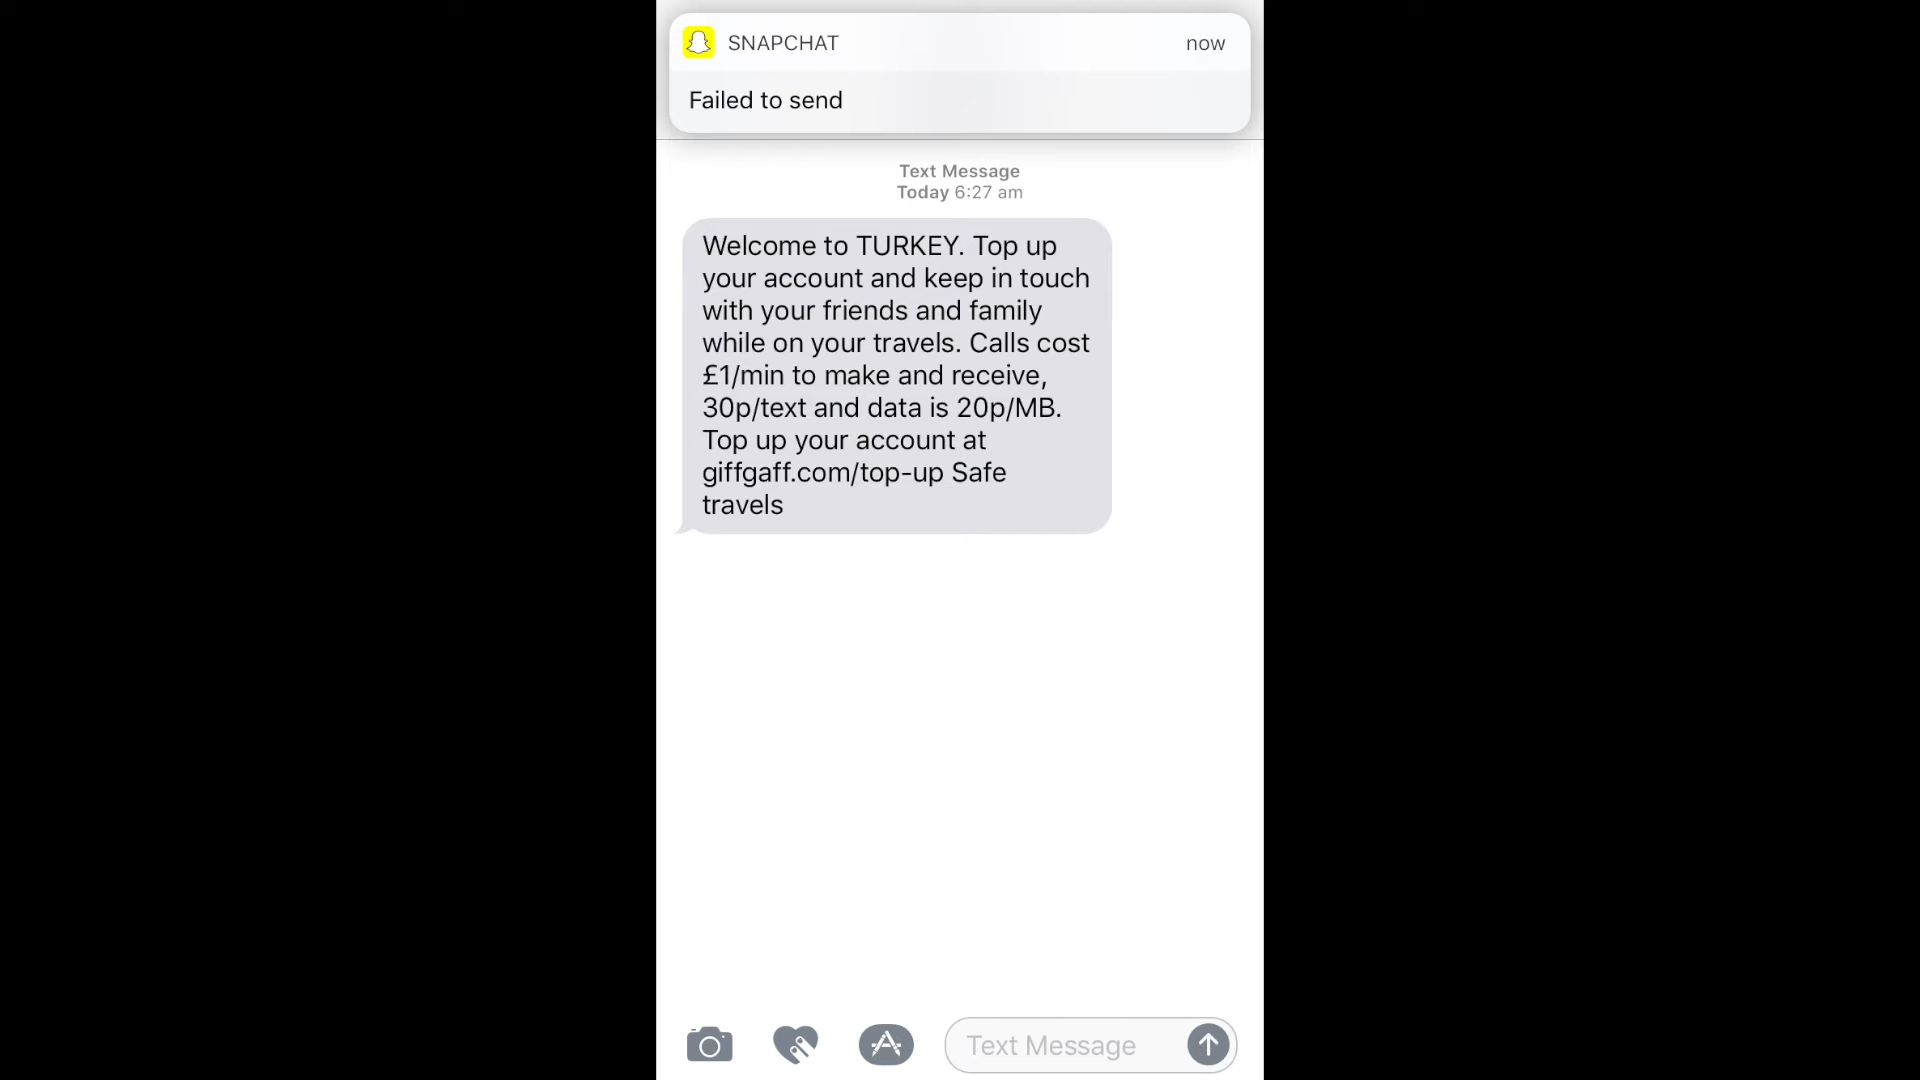 SNAPCHAT
now
Failed to send
Text Message
Today 6:27 am
Welcome to TURKEY. Top up
your account and keep in touch
with your friends and family
while on your travels. Calls cost
£1/min to make and receive,
30p/text and data is 20p/MB.
Top up your account at
giffgaff.com/top-up Safe
travels
Text Message